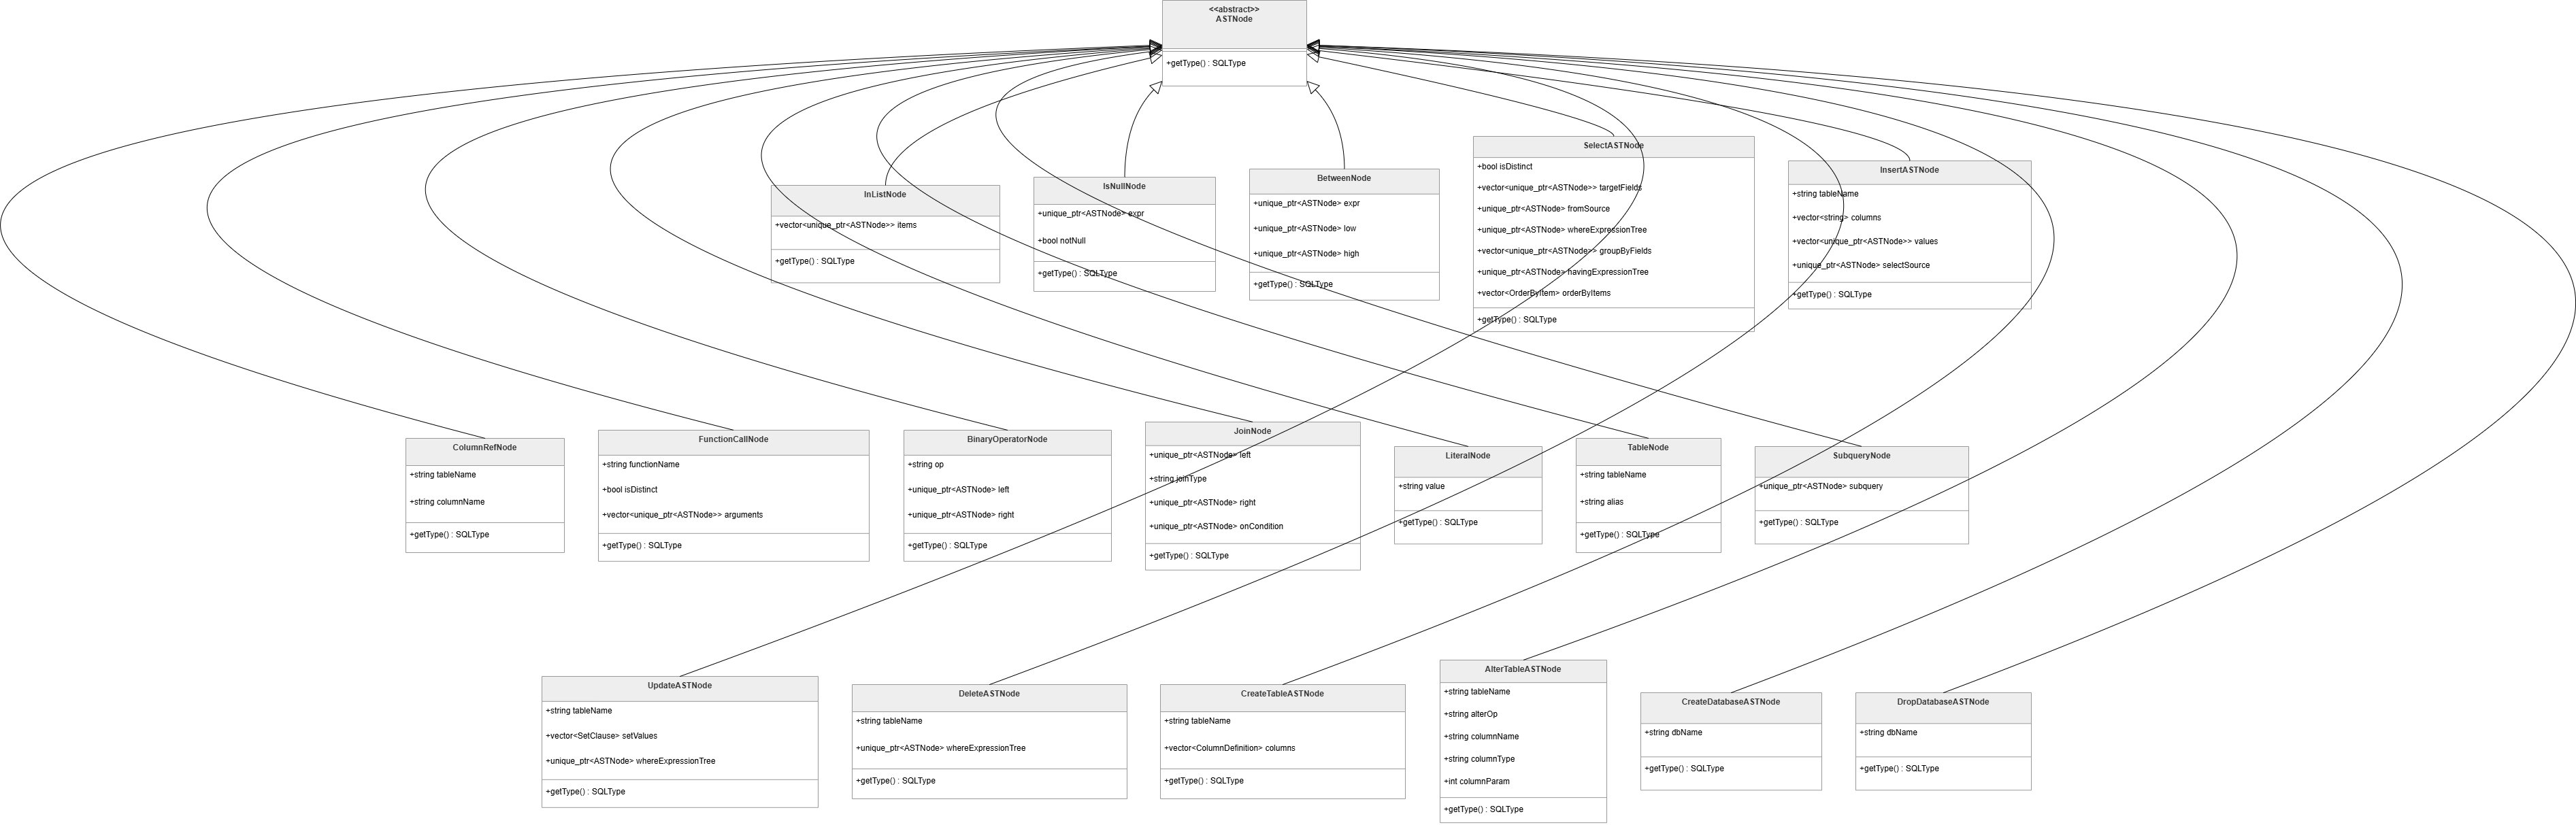 <<abstract>>
ASTNode
+getType() : SQLType
InListNode
+vector<unique_ptr<ASTNode>> items
+getType() : SQLType
IsNullNode
+unique_ptr<ASTNode> expr
+bool notNull
+getType() : SQLType
BetweenNode
+unique_ptr<ASTNode> expr
+unique_ptr<ASTNode> low
+unique_ptr<ASTNode> high
+getType() : SQLType
SelectASTNode
+bool isDistinct
+vector<unique_ptr<ASTNode>> targetFields
+unique_ptr<ASTNode> fromSource
+unique_ptr<ASTNode> whereExpressionTree
+vector<unique_ptr<ASTNode>> groupByFields
+unique_ptr<ASTNode> havingExpressionTree
+vector<OrderByItem> orderByItems
+getType() : SQLType
InsertASTNode
+string tableName
+vector<string> columns
+vector<unique_ptr<ASTNode>> values
+unique_ptr<ASTNode> selectSource
+getType() : SQLType
ColumnRefNode
+string tableName
+string columnName
+getType() : SQLType
FunctionCallNode
+string functionName
+bool isDistinct
+vector<unique_ptr<ASTNode>> arguments
+getType() : SQLType
BinaryOperatorNode
+string op
+unique_ptr<ASTNode> left
+unique_ptr<ASTNode> right
+getType() : SQLType
JoinNode
+unique_ptr<ASTNode> left
+string joinType
+unique_ptr<ASTNode> right
+unique_ptr<ASTNode> onCondition
+getType() : SQLType
LiteralNode
+string value
+getType() : SQLType
TableNode
+string tableName
+string alias
+getType() : SQLType
SubqueryNode
+unique_ptr<ASTNode> subquery
+getType() : SQLType
UpdateASTNode
+string tableName
+vector<SetClause> setValues
+unique_ptr<ASTNode> whereExpressionTree
+getType() : SQLType
DeleteASTNode
+string tableName
+unique_ptr<ASTNode> whereExpressionTree
+getType() : SQLType
CreateTableASTNode
+string tableName
+vector<ColumnDefinition> columns
+getType() : SQLType
AlterTableASTNode
+string tableName
+string alterOp
+string columnName
+string columnType
+int columnParam
+getType() : SQLType
CreateDatabaseASTNode
+string dbName
+getType() : SQLType
DropDatabaseASTNode
+string dbName
+getType() : SQLType